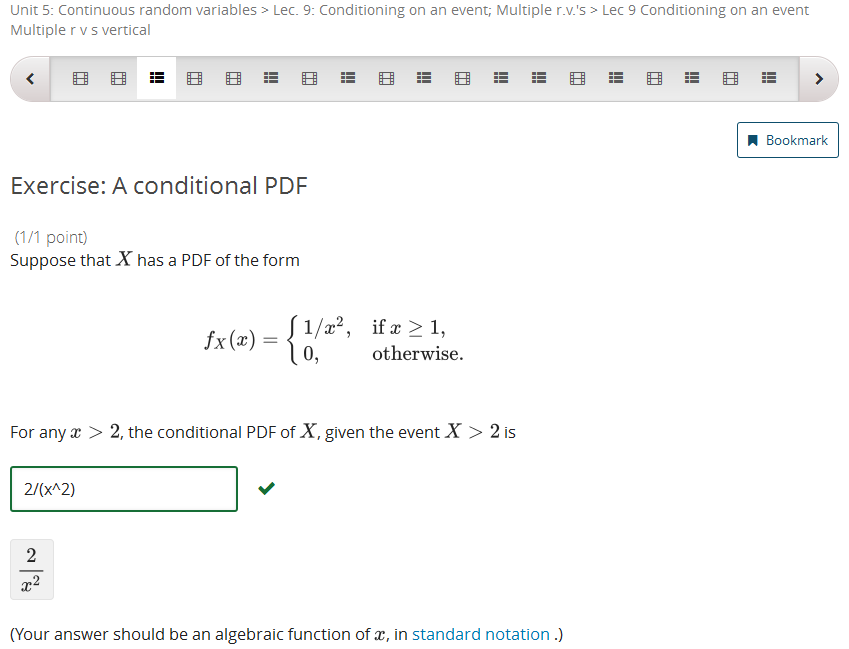 Unit 5: Continuous random variables > Lec. 9: Conditioning on an event; Multiple r.v.'s > Lec 9 Conditioning on an event
Multiple r v s vertical
Bookmark
Exercise: A conditional PDF
(1/1 point)
Suppose that X has a PDF of the form
f_X(x) = { 1/x², if x ≥ 1,
0, otherwise.
For any x > 2, the conditional PDF of X, given the event X > 2 is
2/(x^2)
2
x²
(Your answer should be an algebraic function of x, in standard notation .)